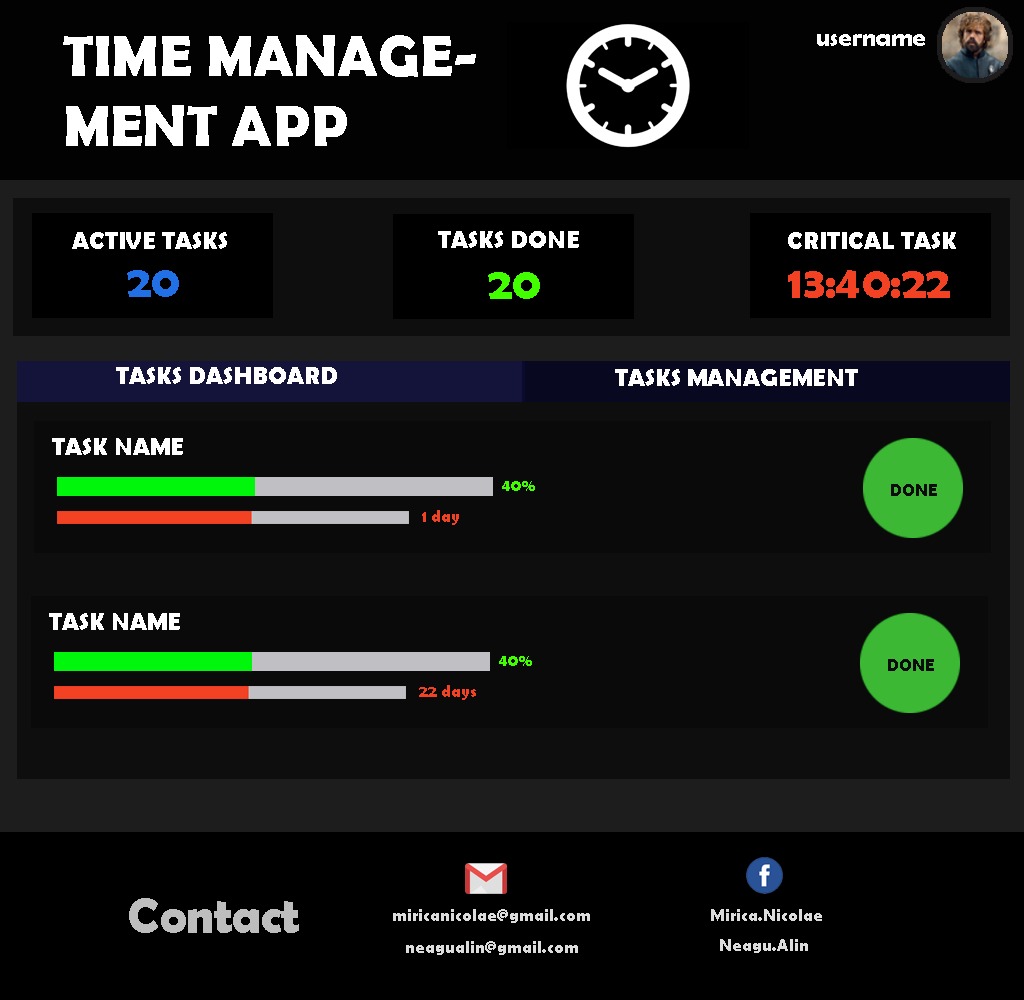 TIME MANAGE-
MENT APP
username
ACTIVE TASKS
20
TASKS DONE
20
CRITICAL TASK
13:40:22
TASKS DASHBOARD
TASKS MANAGEMENT
TASK NAME
40%
1 day
DONE
TASK NAME
40%
22 days
DONE
Contact
miricanicolae@gmail.com
neagualin@gmail.com
f
Mirica.Nicolae
Neagu.Alin